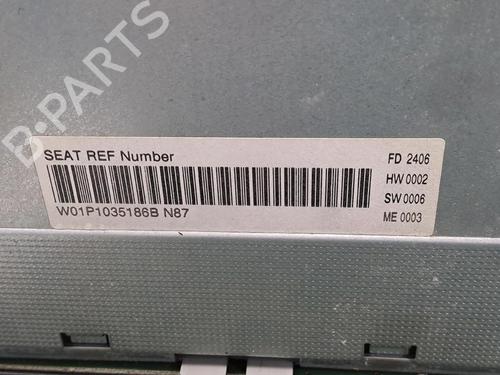 B-PARTS
SEAT REF Number
FD 2406
HW 0002
SW 0006
W01P1035186B N87
ME 0003